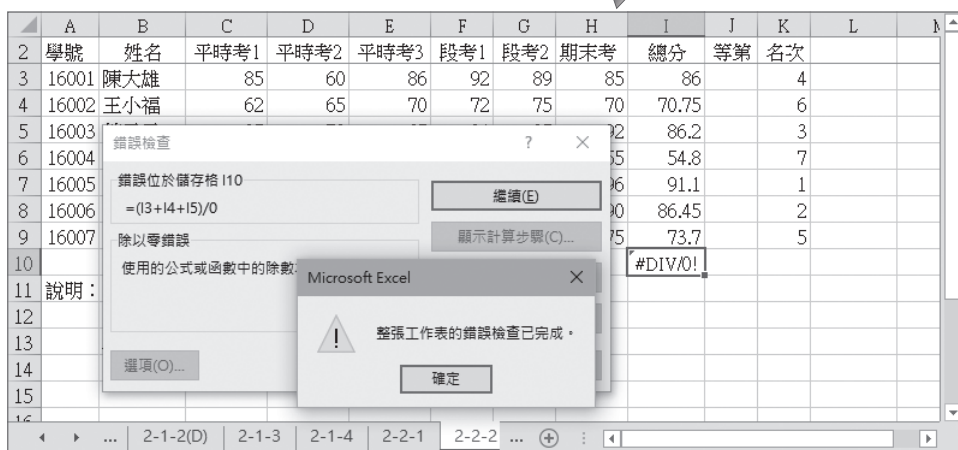 A B C D E F G H I J K L
2 學號 姓名 平時考1 平時考2 平時考3 段考1 段考2 期末考 總分 等第 名次
3 16001 陳大雄 85 60 86 92 89 85 86 4
4 16002 王小福 62 65 70 72 75 70 70.75 6
5 16003 86.2 3
6 16004 54.8 7
7 16005 91.1 1
8 16006 86.45 2
9 16007 73.7 5
10 #DIV/0!
11 說明：
12
13
14
15
錯誤檢查 ? ×
錯誤位於儲存格 I10
=(I3+I4+I5)/0
除以零錯誤
使用的公式或函數中的除數
繼續(E)
顯示計算步驟(C)...
選項(O)...
Microsoft Excel ×
整張工作表的錯誤檢查已完成。
確定
... 2-1-2(D) 2-1-3 2-1-4 2-2-1 2-2-2 ...